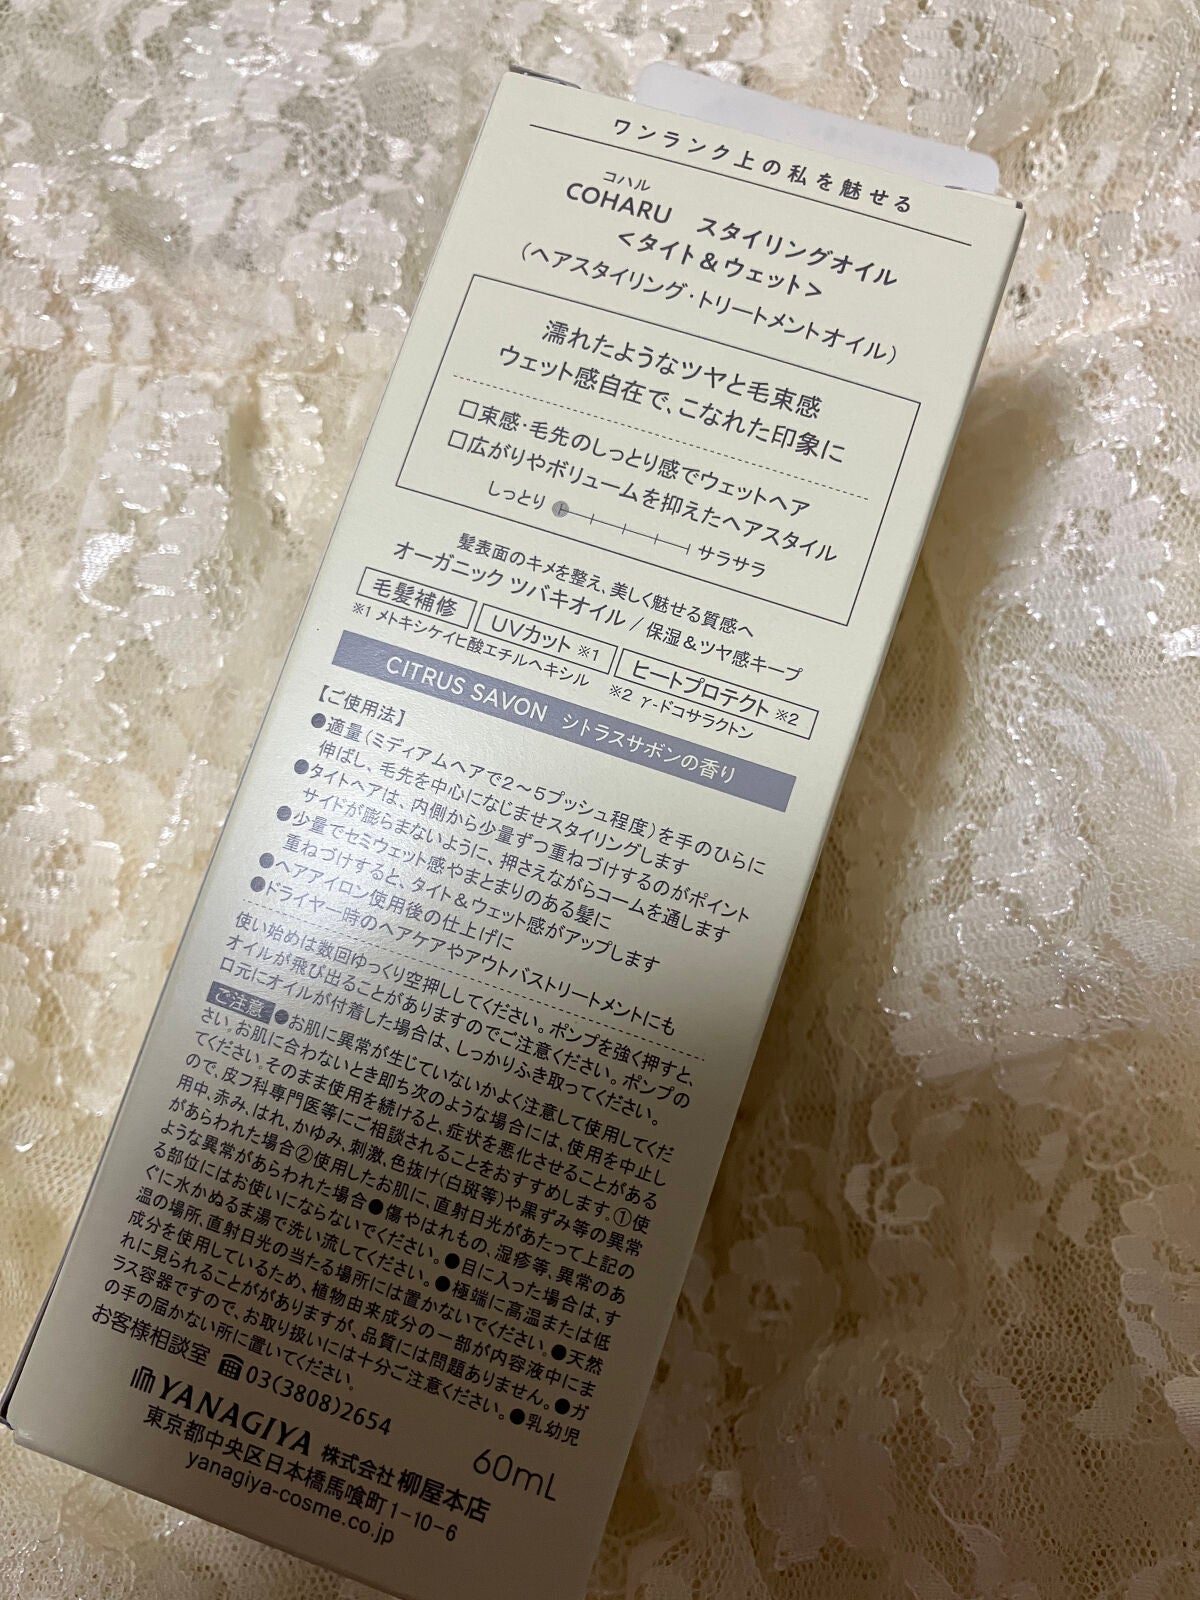 ワンランク上の私を魅せる
コハル
COHARU スタイリングオイル
<タイト&ウェット>
(ヘアスタイリング・トリートメントオイル)
濡れたようなツヤと毛束感
ウェット感自在で、こなれた印象に
□束感・毛先のしっとり感でウェットヘア
□広がりやボリュームを抑えたヘアスタイル
しっとり サラサラ
髪表面のキメを整え、美しく魅せる質感へ
オーガニック ツバキオイル / 保湿&ツヤ感キープ
毛髪補修 UVカット ※1 ヒートプロテクト ※2
※1 メトキシケイヒ酸エチルヘキシル ※2 γ-ドコサラクトン
CITRUS SAVON シトラスサボンの香り
【ご使用法】
●適量(ミディアムヘアで2~5プッシュ程度)を手のひらに
伸ばし、毛先を中心になじませスタイリングします
●タイトヘアは、内側から少量ずつ重ねづけするのがポイント
サイドが膨らまないように、押さえながらコームを通します
●少量でセミウェット感やまとまりのある髪に
重ねづけすると、タイト&ウェット感がアップします
●ヘアアイロン使用後の仕上げに
●ドライヤー時のヘアケアやアウトバストリートメントにも
使い始めは数回ゆっくり空押ししてください。ポンプを強く押すと、
オイルが飛び出ることがありますのでご注意ください。ポンプの
口元にオイルが付着した場合は、しっかりふき取ってください。
ご注意 ●お肌に異常が生じていないかよく注意して使用してくだ
さい。お肌に合わないとき即ち次のような場合には、使用を中止し
てください。そのまま使用を続けると、症状を悪化させることがある
ので、皮フ科専門医等にご相談されることをおすすめします。①使
用中、赤み、はれ、かゆみ、刺激、色抜け(白斑等)や黒ずみ等の異常
があらわれた場合②使用したお肌に、直射日光があたって上記の
ような異常があらわれた場合●傷やはれもの、湿疹等、異常のあ
る部位にはお使いにならないでください。●目に入った場合は、す
ぐに水かぬるま湯で洗い流してください。●極端に高温または低
温の場所、直射日光の当たる場所には置かないでください。●天然
成分を使用しているため、植物由来成分の一部が内容液中にま
れに見られることががありますが、品質には問題ありません。●ガ
ラス容器ですので、お取り扱いには十分ご注意ください。●乳幼児
の手の届かない所に置いてください。
お客様相談室 03(3808)2654
YANAGIYA 株式会社 柳屋本店
60mL
東京都中央区日本橋馬喰町1-10-6
yanagiya-cosme.co.jp